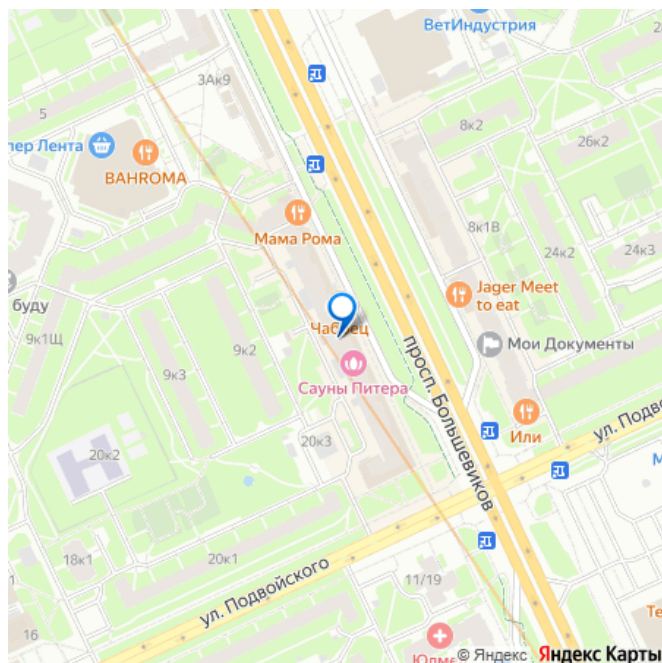 ВетИндустрия
3Ак9
5
8к2
26к2
пер Лента
BAHROMA
Мама Рома
8к1В
24к2
24к3
Jager Meet
to eat
буду
9к1Щ
9к2
9к3
Мои Документы
Сауны Питера
просп. Большевиков
Или
ул. Подво
20к3
20к2
18к1
20к1
ул. Подвойского
11/19
16
© Яндекс Яндекс Карты